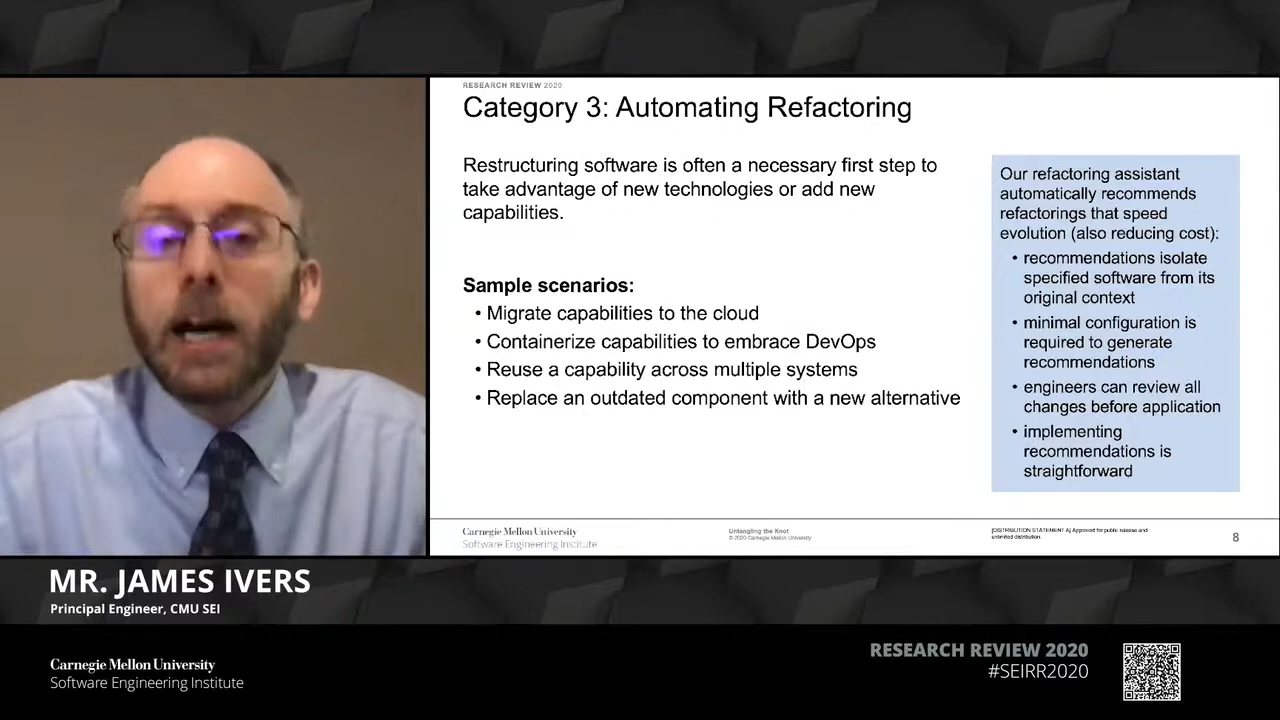 RESEARCH REVIEW 2020
Category 3: Automating Refactoring
Restructuring software is often a necessary first step to
take advantage of new technologies or add new
capabilities.
Sample scenarios:
• Migrate capabilities to the cloud
• Containerize capabilities to embrace DevOps
• Reuse a capability across multiple systems
• Replace an outdated component with a new alternative
Our refactoring assistant
automatically recommends
refactorings that speed
evolution (also reducing cost):
• recommendations isolate
specified software from its
original context
• minimal configuration is
required to generate
recommendations
• engineers can review all
changes before application
• implementing
recommendations is
straightforward
Carnegie Mellon University
Software Engineering Institute
Untangling the Knot
© 2020 Carnegie Mellon University
[DISTRIBUTION STATEMENT A] Approved for public release and
unlimited distribution.
8
MR. JAMES IVERS
Principal Engineer, CMU SEI
Carnegie Mellon University
Software Engineering Institute
RESEARCH REVIEW 2020
#SEIRR2020